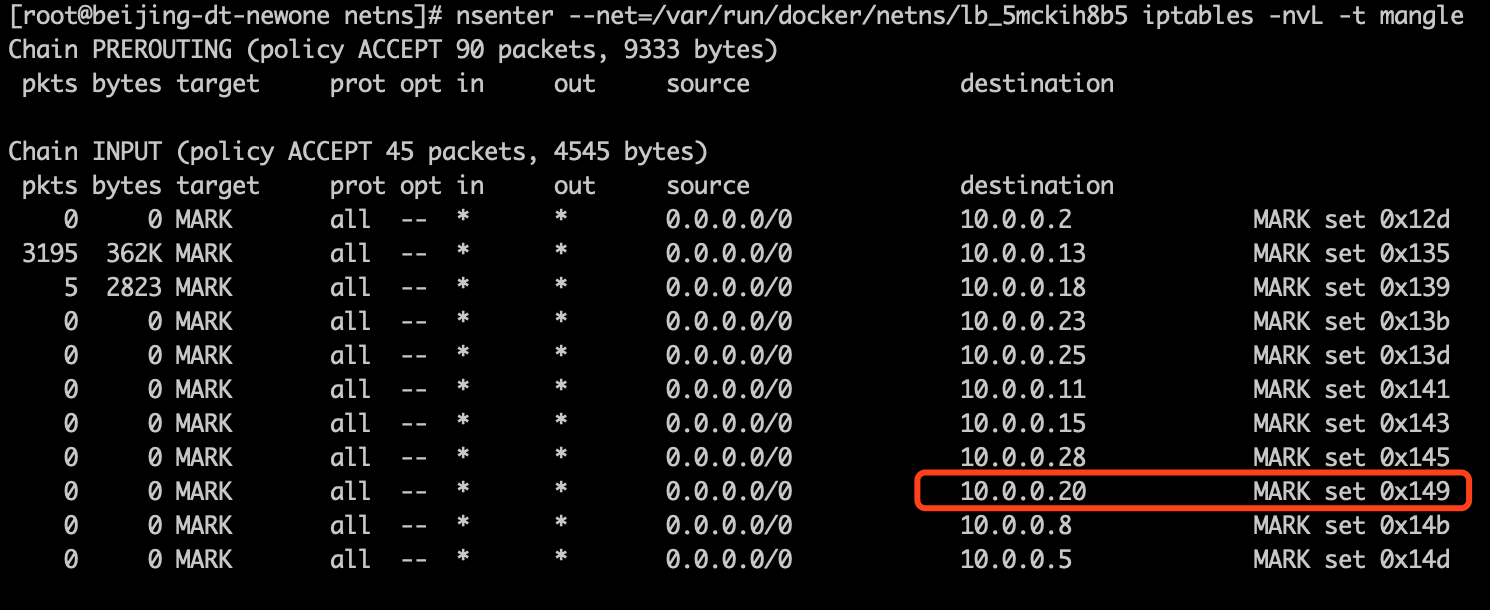 [root@beijing-dt-newone netns]# nsenter --net=/var/run/docker/netns/lb_5mckih8b5 iptables -nvL -t mangle
Chain PREROUTING (policy ACCEPT 90 packets, 9333 bytes)
 pkts bytes target     prot opt in     out     source               destination

Chain INPUT (policy ACCEPT 45 packets, 4545 bytes)
 pkts bytes target     prot opt in     out     source               destination
    0     0 MARK       all  --  *      *       0.0.0.0/0            10.0.0.2             MARK set 0x12d
 3195  362K MARK       all  --  *      *       0.0.0.0/0            10.0.0.13            MARK set 0x135
    5  2823 MARK       all  --  *      *       0.0.0.0/0            10.0.0.18            MARK set 0x139
    0     0 MARK       all  --  *      *       0.0.0.0/0            10.0.0.23            MARK set 0x13b
    0     0 MARK       all  --  *      *       0.0.0.0/0            10.0.0.25            MARK set 0x13d
    0     0 MARK       all  --  *      *       0.0.0.0/0            10.0.0.11            MARK set 0x141
    0     0 MARK       all  --  *      *       0.0.0.0/0            10.0.0.15            MARK set 0x143
    0     0 MARK       all  --  *      *       0.0.0.0/0            10.0.0.28            MARK set 0x145
    0     0 MARK       all  --  *      *       0.0.0.0/0            10.0.0.20            MARK set 0x149
    0     0 MARK       all  --  *      *       0.0.0.0/0            10.0.0.8             MARK set 0x14b
    0     0 MARK       all  --  *      *       0.0.0.0/0            10.0.0.5             MARK set 0x14d